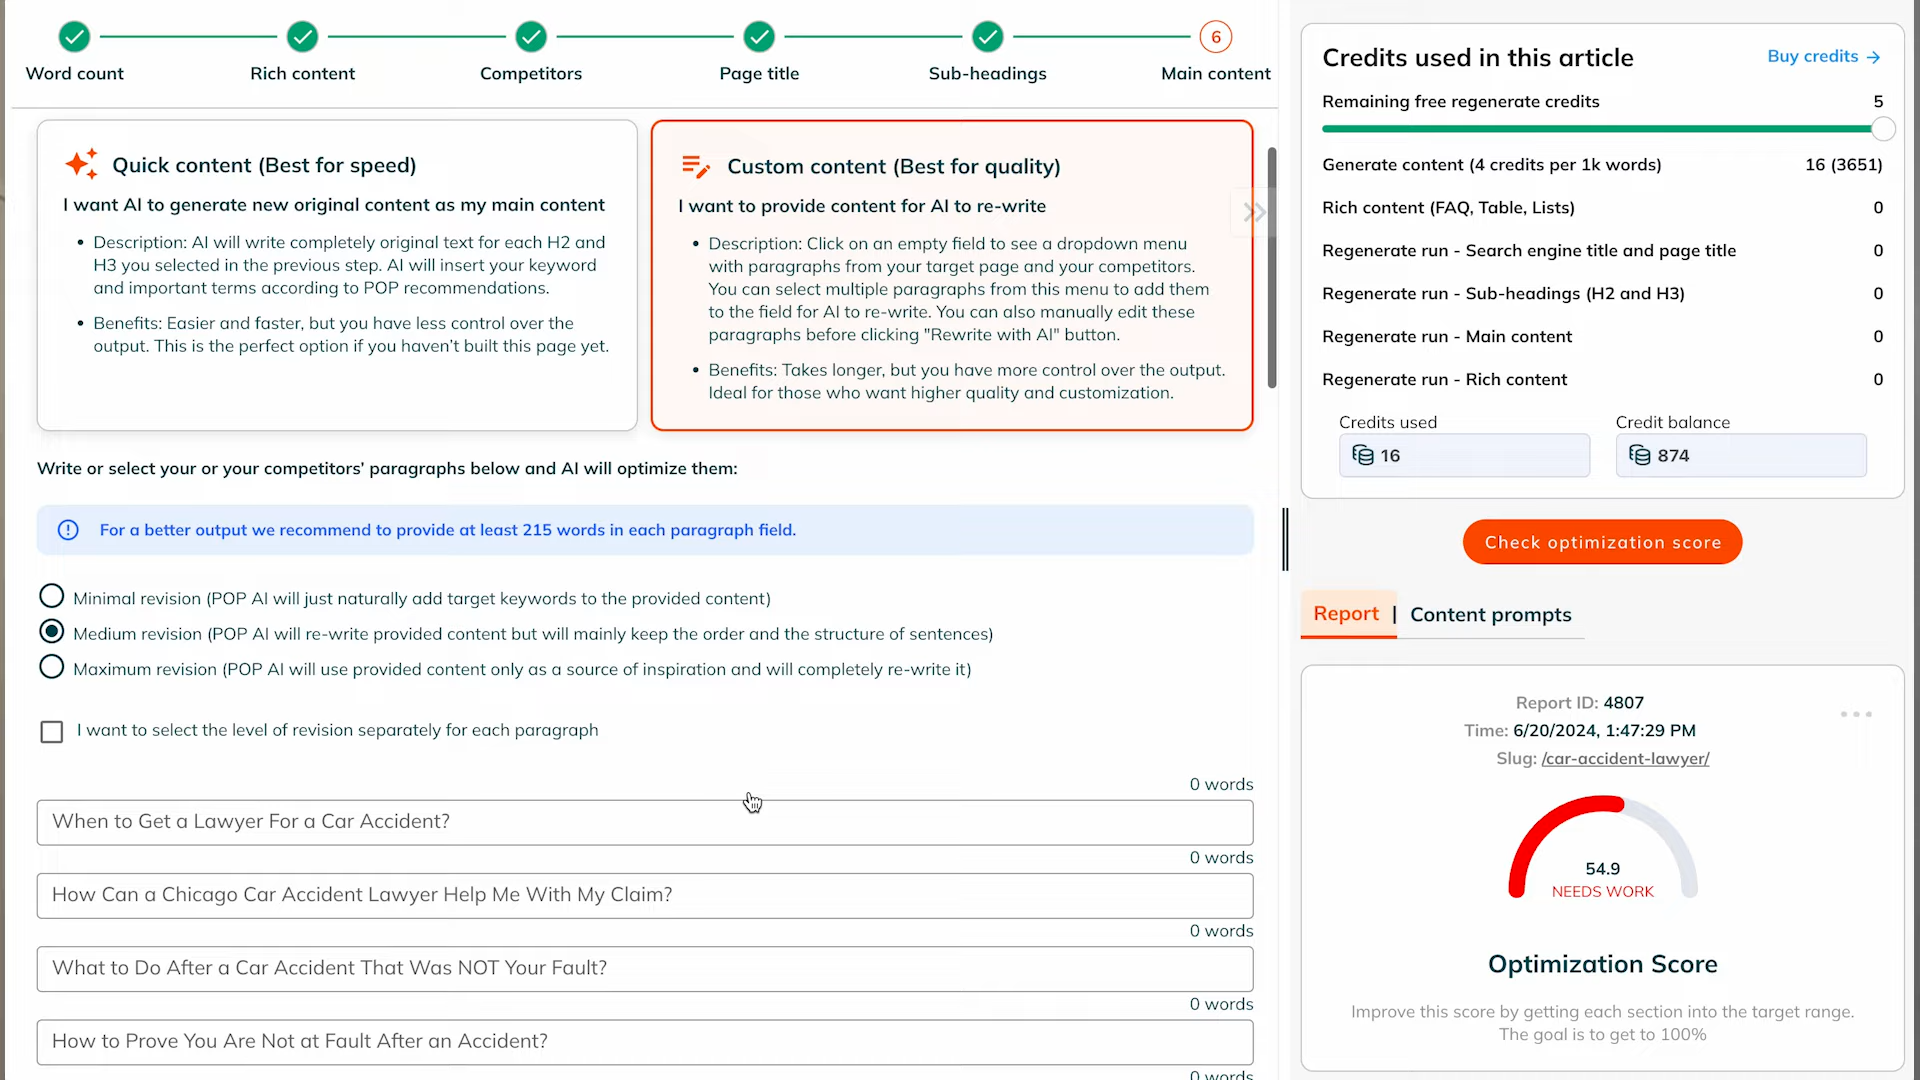 6
Word count
Rich content
Competitors
Page title
Sub-headings
Main content
Quick content (Best for speed)
I want AI to generate new original content as my main content
• Description: AI will write completely original text for each H2 and
H3 you selected in the previous step. AI will insert your keyword
and important terms according to POP recommendations.
• Benefits: Easier and faster, but you have less control over the
output. This is the perfect option if you haven't built this page yet.
Custom content (Best for quality)
I want to provide content for AI to re-write
• Description: Click on an empty field to see a dropdown menu
with paragraphs from your target page and your competitors.
You can select multiple paragraphs from this menu to add them
to the field for AI to re-write. You can also manually edit these
paragraphs before clicking "Rewrite with AI" button.
• Benefits: Takes longer, but you have more control over the output.
Ideal for those who want higher quality and customization.
Write or select your or your competitors' paragraphs below and AI will optimize them:
For a better output we recommend to provide at least 215 words in each paragraph field.
Minimal revision (POP AI will just naturally add target keywords to the provided content)
Medium revision (POP AI will re-write provided content but will mainly keep the order and the structure of sentences)
Maximum revision (POP AI will use provided content only as a source of inspiration and will completely re-write it)
I want to select the level of revision separately for each paragraph
0 words
When to Get a Lawyer For a Car Accident?
0 words
How Can a Chicago Car Accident Lawyer Help Me With My Claim?
0 words
What to Do After a Car Accident That Was NOT Your Fault?
0 words
How to Prove You Are Not at Fault After an Accident?
0 words
Credits used in this article
Buy credits →
Remaining free regenerate credits 5
Generate content (4 credits per 1k words) 16 (3651)
Rich content (FAQ, Table, Lists) 0
Regenerate run - Search engine title and page title 0
Regenerate run - Sub-headings (H2 and H3) 0
Regenerate run - Main content 0
Regenerate run - Rich content 0
Credits used
16
Credit balance
874
Check optimization score
Report | Content prompts
Report ID: 4807
Time: 6/20/2024, 1:47:29 PM
Slug: /car-accident-lawyer/
54.9
NEEDS WORK
Optimization Score
Improve this score by getting each section into the target range.
The goal is to get to 100%